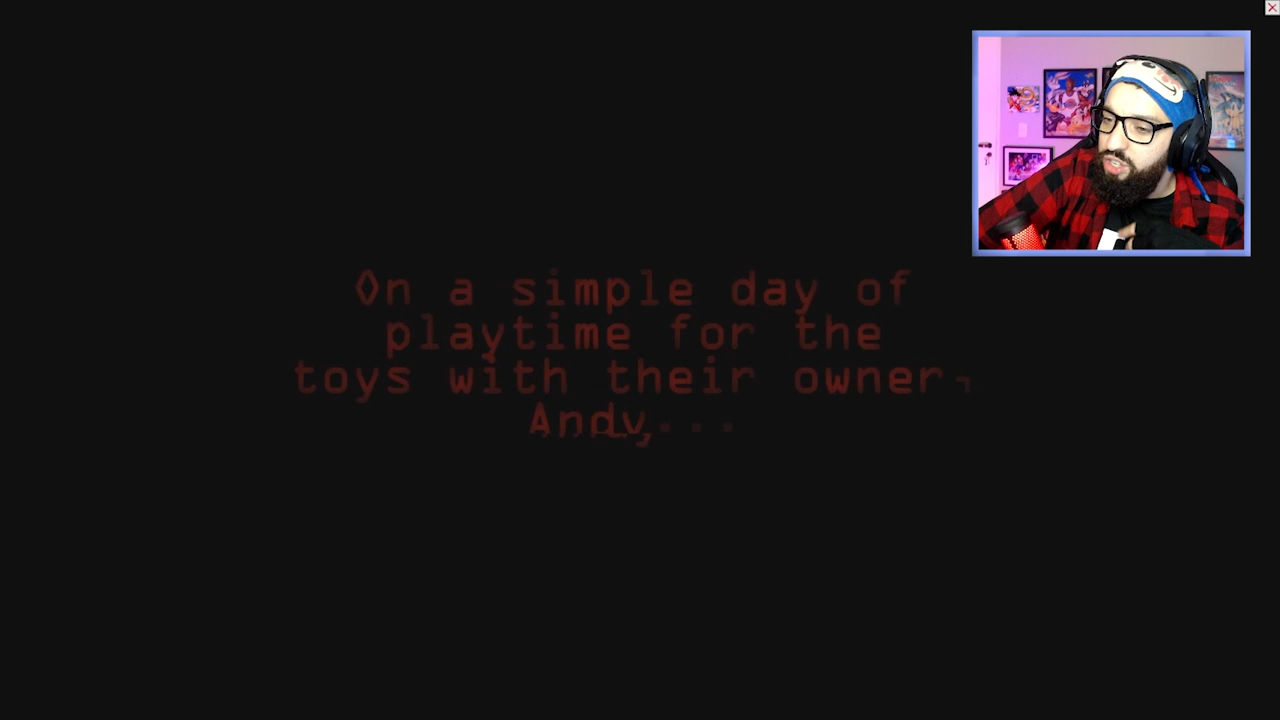 On a simple day of
playtime for the
toys with their owner,
Andy,...